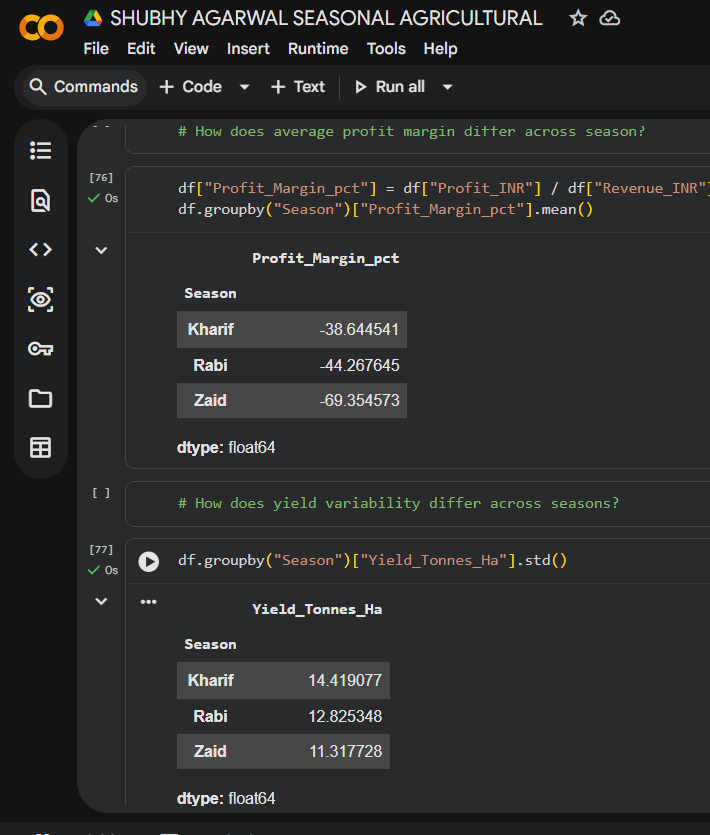 SHUBHY AGARWAL SEASONAL AGRICULTURAL
File Edit View Insert Runtime Tools Help
Commands + Code + Text Run all
# How does average profit margin differ across season?
[76]
0s
df["Profit_Margin_pct"] = df["Profit_INR"] / df["Revenue_INR"]
df.groupby("Season")["Profit_Margin_pct"].mean()
Profit_Margin_pct
Season
Kharif -38.644541
Rabi -44.267645
Zaid -69.354573
dtype: float64
[ ]
# How does yield variability differ across seasons?
[77]
0s
df.groupby("Season")["Yield_Tonnes_Ha"].std()
Yield_Tonnes_Ha
Season
Kharif 14.419077
Rabi 12.825348
Zaid 11.317728
dtype: float64